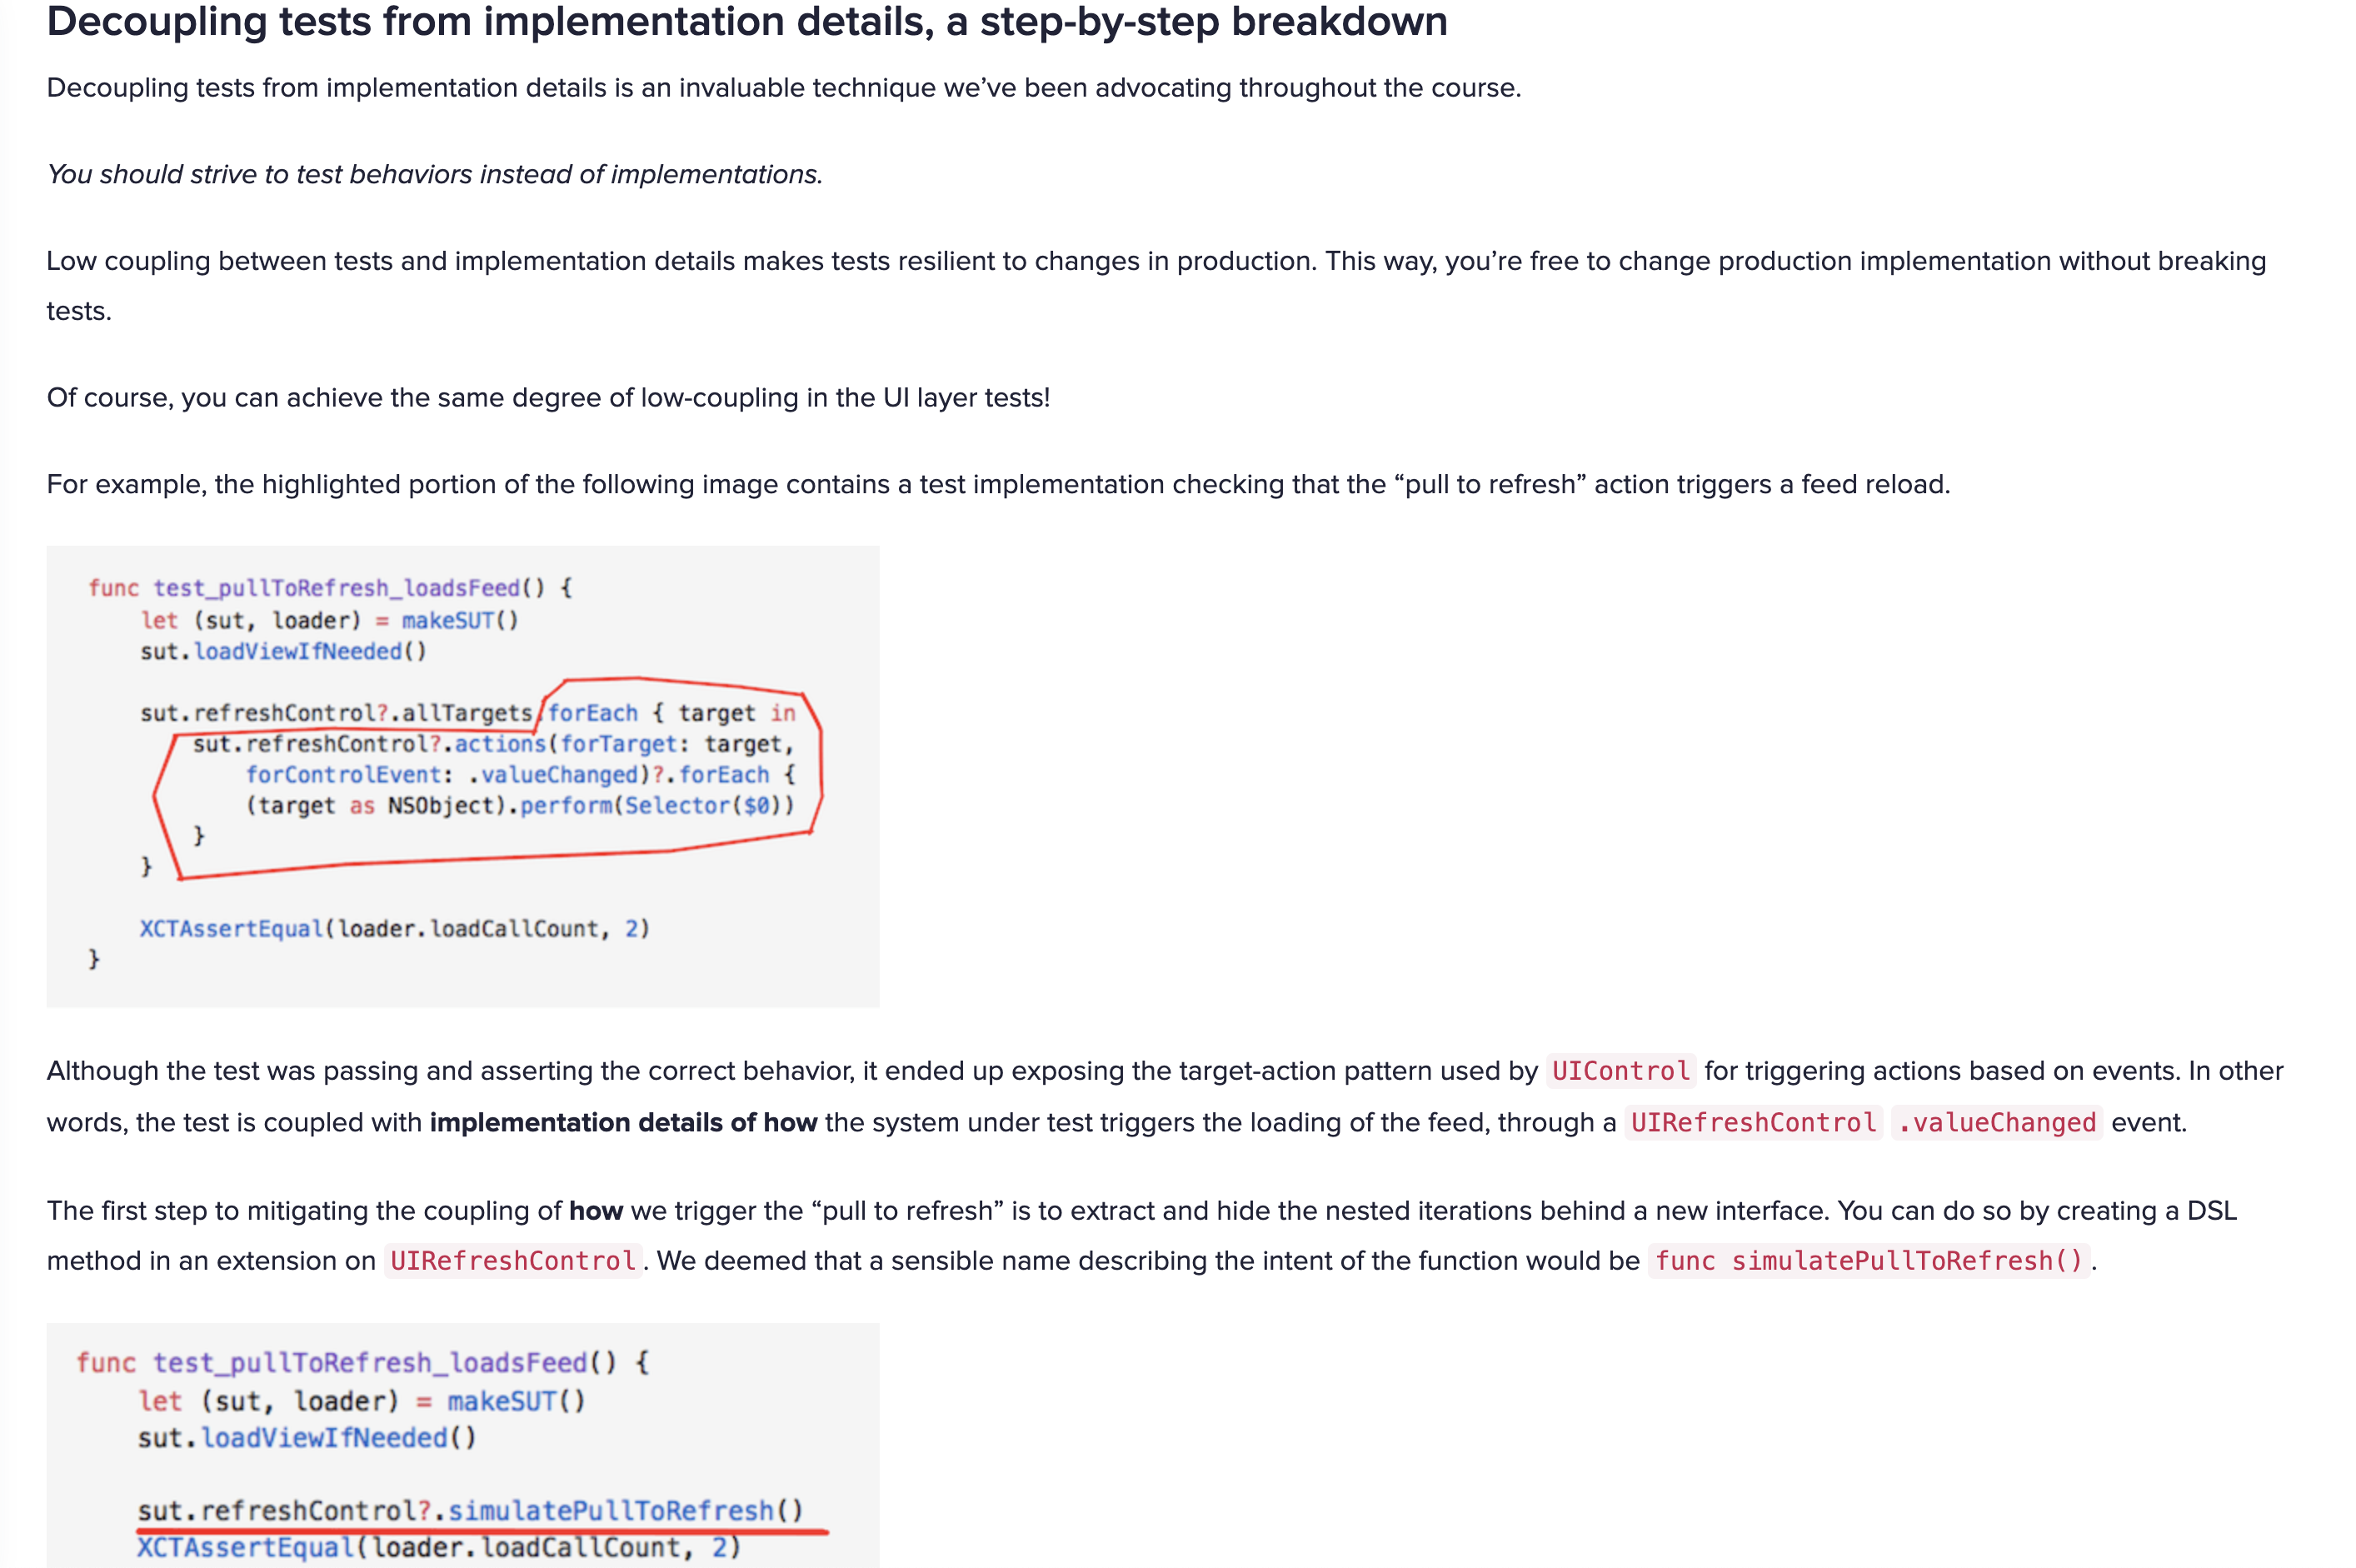 Decoupling tests from implementation details, a step-by-step breakdown
Decoupling tests from implementation details is an invaluable technique we’ve been advocating throughout the course.
You should strive to test behaviors instead of implementations.
Low coupling between tests and implementation details makes tests resilient to changes in production. This way, you’re free to change production implementation without breaking
tests.
Of course, you can achieve the same degree of low-coupling in the UI layer tests!
For example, the highlighted portion of the following image contains a test implementation checking that the “pull to refresh” action triggers a feed reload.
func test_pullToRefresh_loadsFeed() {
    let (sut, loader) = makeSUT()
    sut.loadViewIfNeeded()
    sut.refreshControl?.allTargets.forEach { target in
        sut.refreshControl?.actions(forTarget: target,
            forControlEvent: .valueChanged)?.forEach {
            (target as NSObject).perform(Selector($0))
        }
    }
    XCTAssertEqual(loader.loadCallCount, 2)
}
Although the test was passing and asserting the correct behavior, it ended up exposing the target-action pattern used by UIControl for triggering actions based on events. In other
words, the test is coupled with implementation details of how the system under test triggers the loading of the feed, through a UIRefreshControl .valueChanged event.
The first step to mitigating the coupling of how we trigger the “pull to refresh” is to extract and hide the nested iterations behind a new interface. You can do so by creating a DSL
method in an extension on UIRefreshControl. We deemed that a sensible name describing the intent of the function would be func simulatePullToRefresh().
func test_pullToRefresh_loadsFeed() {
    let (sut, loader) = makeSUT()
    sut.loadViewIfNeeded()
    sut.refreshControl?.simulatePullToRefresh()
    XCTAssertEqual(loader.loadCallCount, 2)